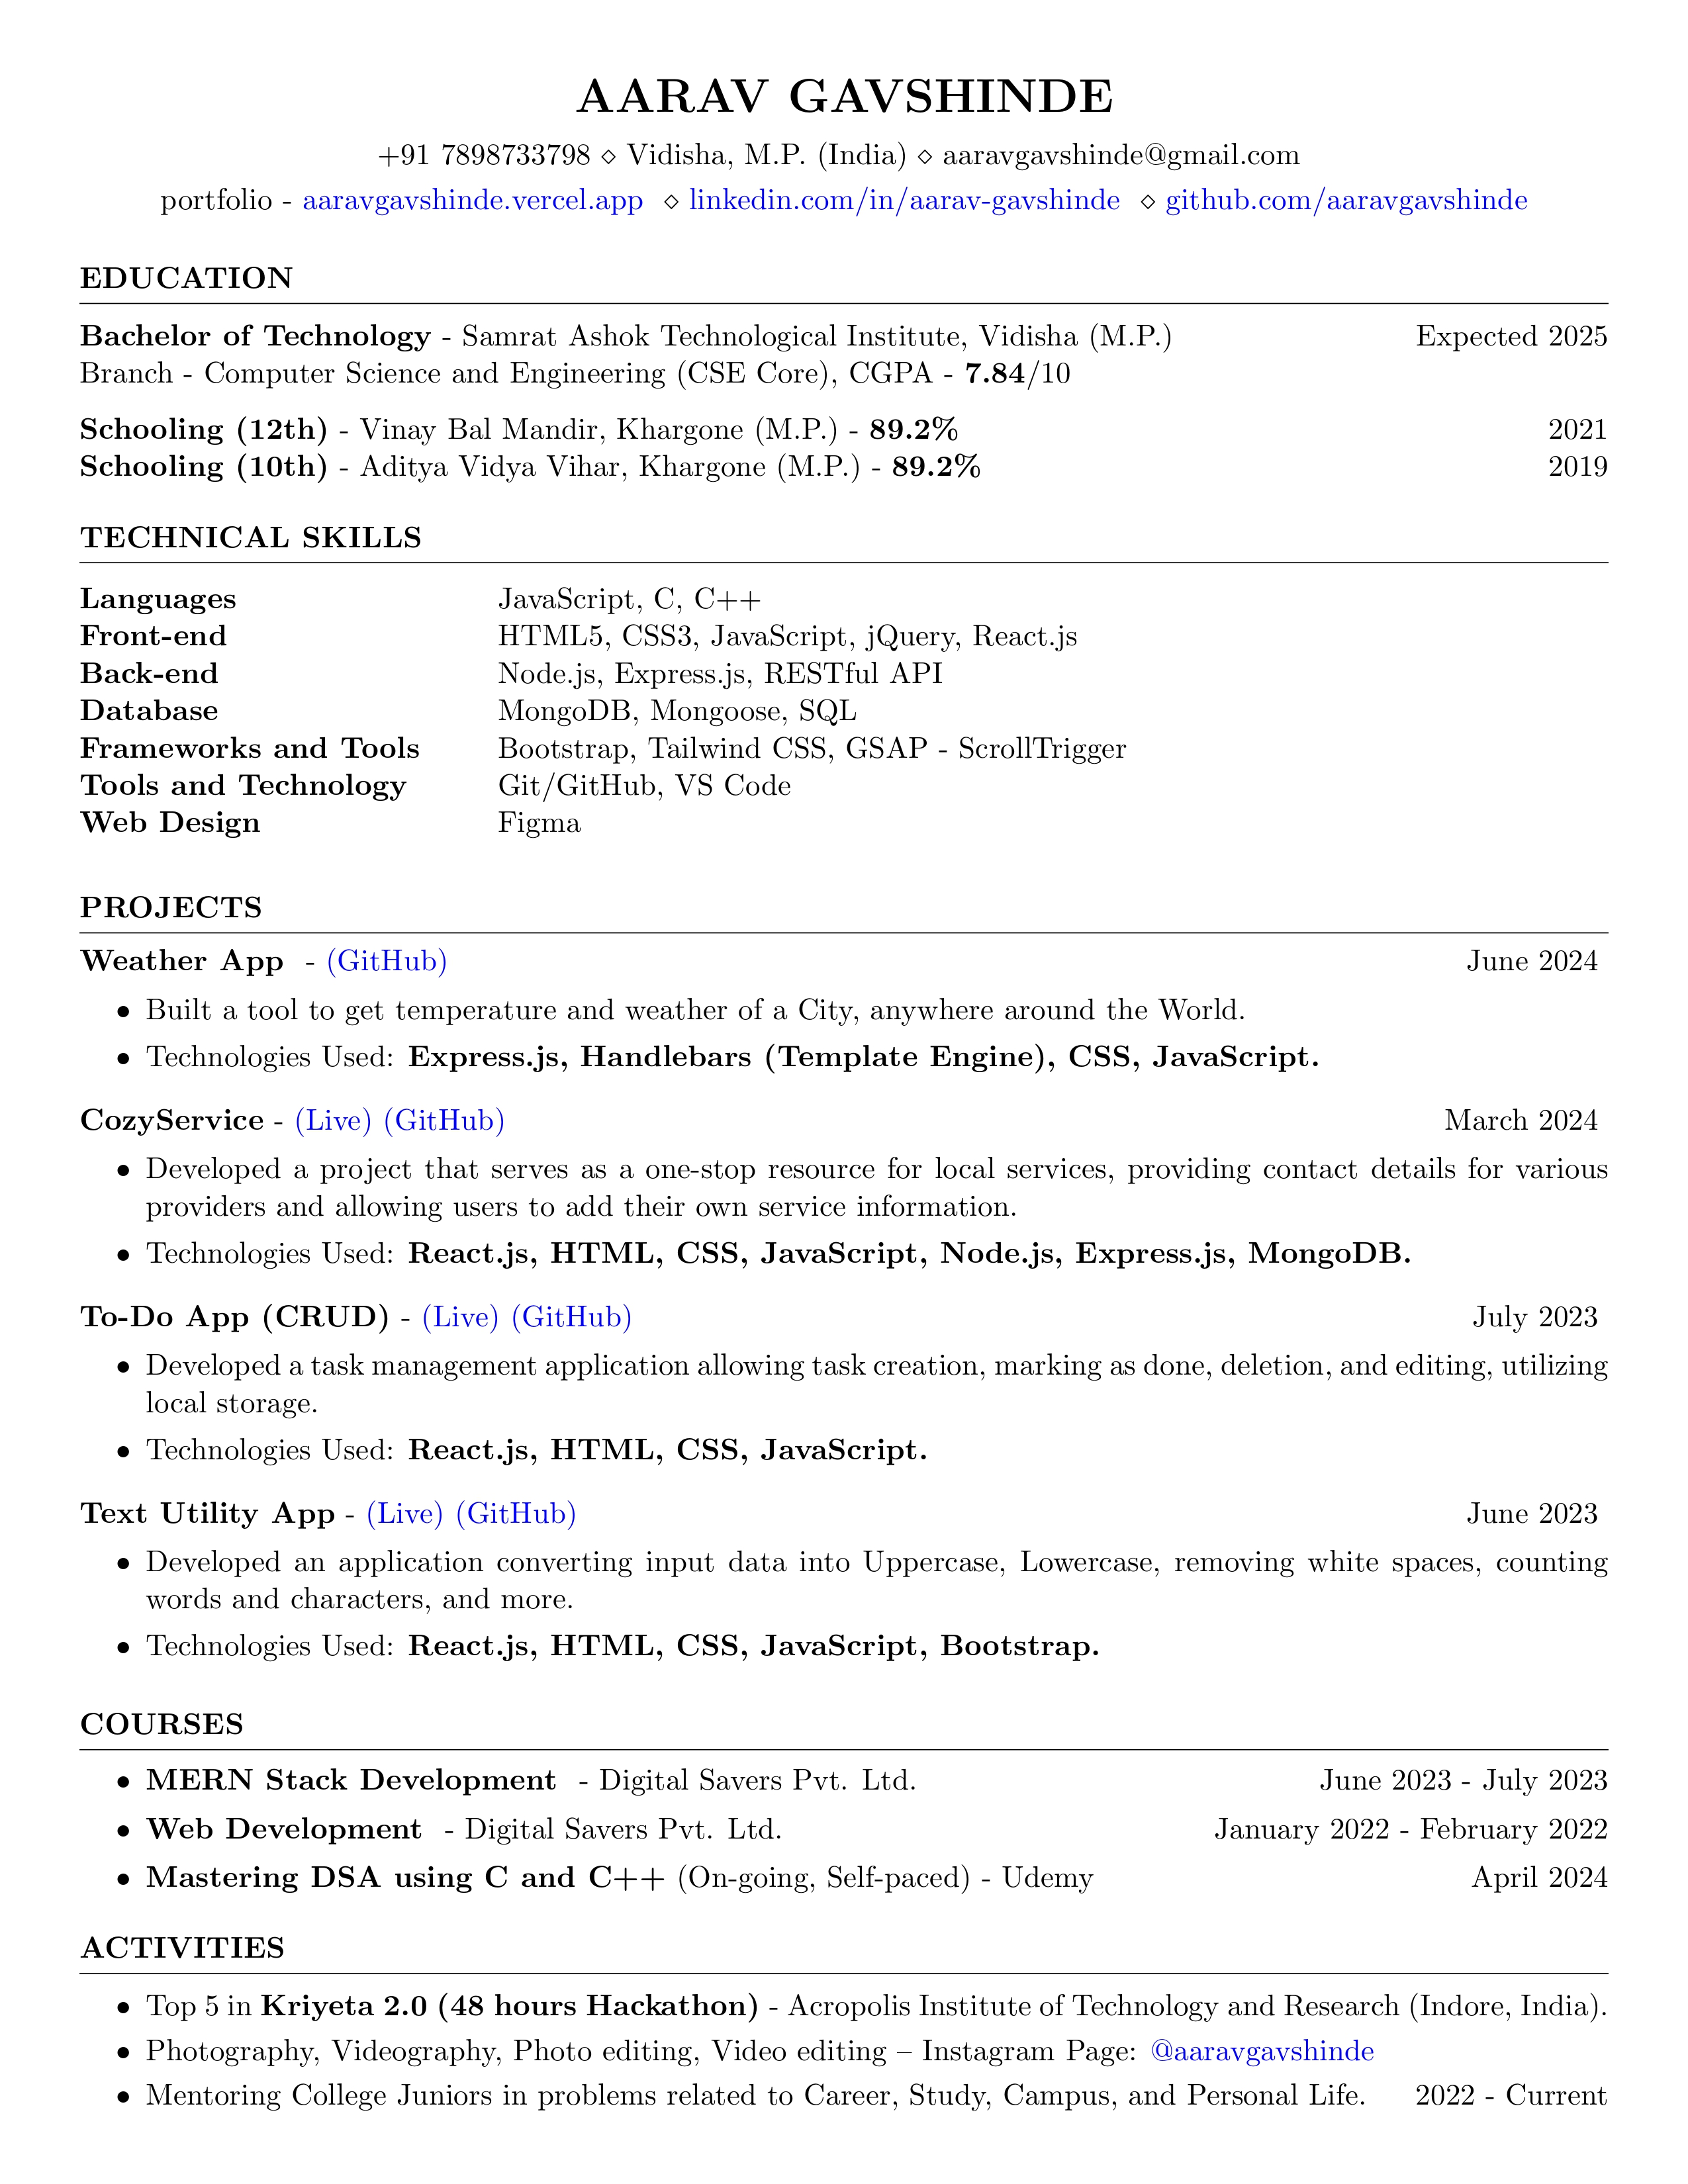 AARAV GAVSHINDE
+91 7898733798 ⋄ Vidisha, M.P. (India) ⋄ aaravgavshinde@gmail.com
portfolio - aaravgavshinde.vercel.app ⋄ linkedin.com/in/aarav-gavshinde ⋄ github.com/aaravgavshinde
EDUCATION
Bachelor of Technology - Samrat Ashok Technological Institute, Vidisha (M.P.) Expected 2025
Branch - Computer Science and Engineering (CSE Core), CGPA - 7.84/10
Schooling (12th) - Vinay Bal Mandir, Khargone (M.P.) - 89.2% 2021
Schooling (10th) - Aditya Vidya Vihar, Khargone (M.P.) - 89.2% 2019
TECHNICAL SKILLS
Languages JavaScript, C, C++
Front-end HTML5, CSS3, JavaScript, jQuery, React.js
Back-end Node.js, Express.js, RESTful API
Database MongoDB, Mongoose, SQL
Frameworks and Tools Bootstrap, Tailwind CSS, GSAP - ScrollTrigger
Tools and Technology Git/GitHub, VS Code
Web Design Figma
PROJECTS
Weather App - (GitHub) June 2024
• Built a tool to get temperature and weather of a City, anywhere around the World.
• Technologies Used: Express.js, Handlebars (Template Engine), CSS, JavaScript.
CozyService - (Live) (GitHub) March 2024
• Developed a project that serves as a one-stop resource for local services, providing contact details for various
providers and allowing users to add their own service information.
• Technologies Used: React.js, HTML, CSS, JavaScript, Node.js, Express.js, MongoDB.
To-Do App (CRUD) - (Live) (GitHub) July 2023
• Developed a task management application allowing task creation, marking as done, deletion, and editing, utilizing
local storage.
• Technologies Used: React.js, HTML, CSS, JavaScript.
Text Utility App - (Live) (GitHub) June 2023
• Developed an application converting input data into Uppercase, Lowercase, removing white spaces, counting
words and characters, and more.
• Technologies Used: React.js, HTML, CSS, JavaScript, Bootstrap.
COURSES
• MERN Stack Development - Digital Savers Pvt. Ltd. June 2023 - July 2023
• Web Development - Digital Savers Pvt. Ltd. January 2022 - February 2022
• Mastering DSA using C and C++ (On-going, Self-paced) - Udemy April 2024
ACTIVITIES
• Top 5 in Kriyeta 2.0 (48 hours Hackathon) - Acropolis Institute of Technology and Research (Indore, India).
• Photography, Videography, Photo editing, Video editing – Instagram Page: @aaravgavshinde
• Mentoring College Juniors in problems related to Career, Study, Campus, and Personal Life. 2022 - Current